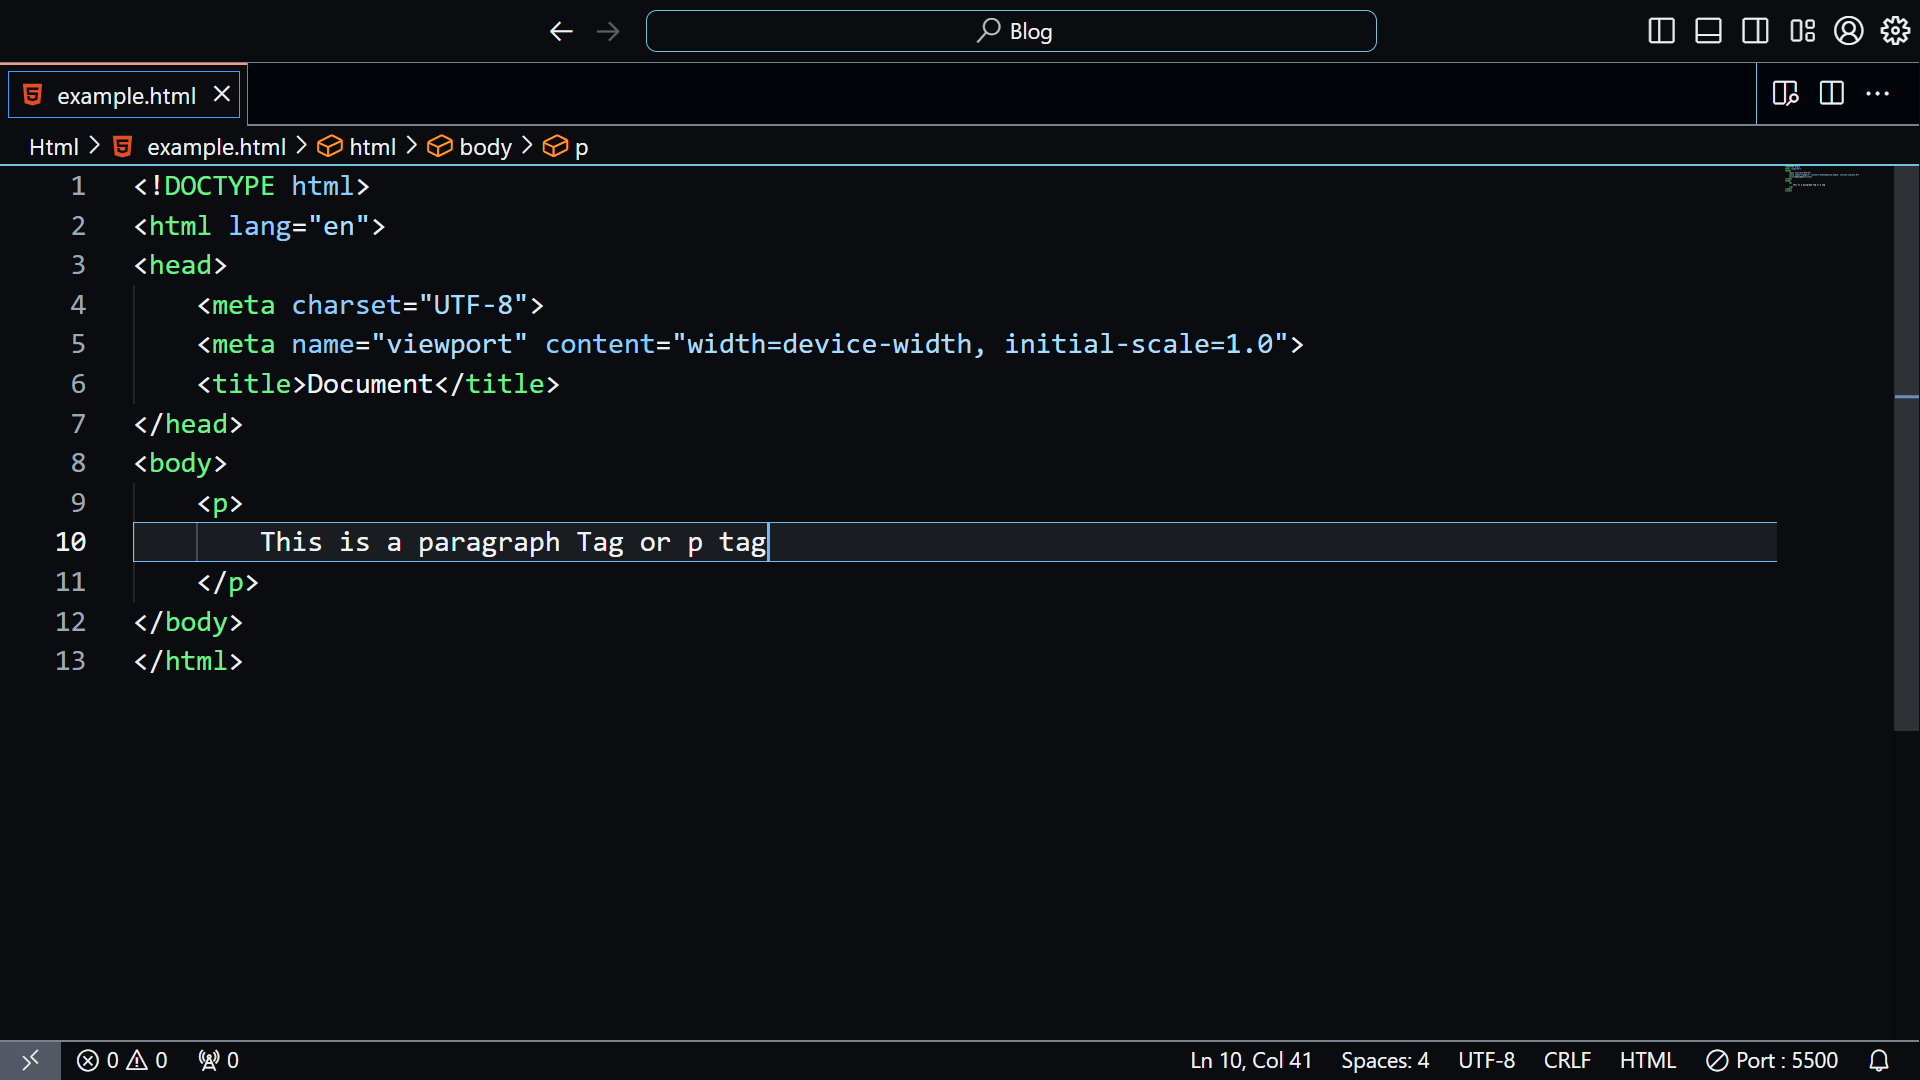 Blog
example.html
Html > example.html > html > body > p
1 <!DOCTYPE html>
2 <html lang="en">
3 <head>
4     <meta charset="UTF-8">
5     <meta name="viewport" content="width=device-width, initial-scale=1.0">
6     <title>Document</title>
7 </head>
8 <body>
9     <p>
10         This is a paragraph Tag or p tag
11     </p>
12 </body>
13 </html>
0 0 0 Ln 10, Col 41 Spaces: 4 UTF-8 CRLF HTML Port : 5500